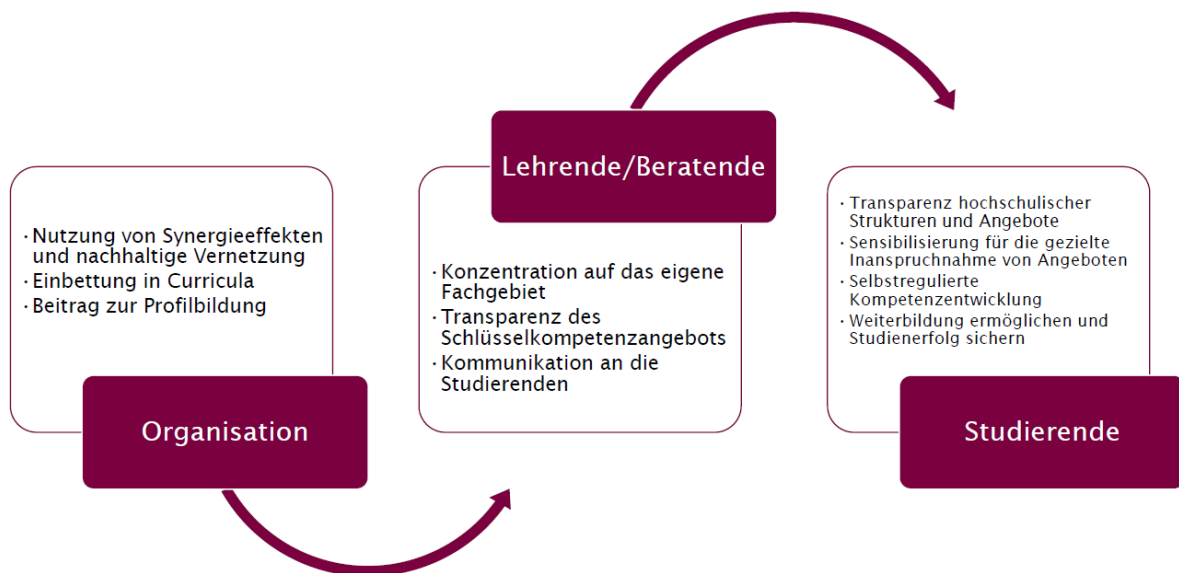 · Nutzung von Synergieeffekten
und nachhaltige Vernetzung
· Einbettung in Curricula
· Beitrag zur Profilbildung
Organisation
Lehrende/Beratende
· Konzentration auf das eigene
Fachgebiet
· Transparenz des
Schlüsselkompetenzangebots
· Kommunikation an die
Studierenden
· Transparenz hochschulischer
Strukturen und Angebote
· Sensibilisierung für die gezielte
Inanspruchnahme von Angeboten
· Selbstregulierte
Kompetenzentwicklung
· Weiterbildung ermöglichen und
Studienerfolg sichern
Studierende